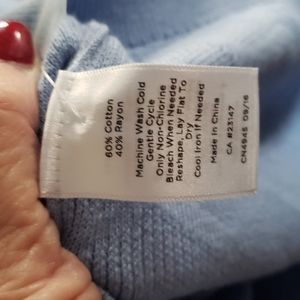 60% Cotton
40% Rayon
Machine Wash Cold
Gentle Cycle
Only Non-Chlorine
Bleach When Needed
Reshape, Lay Flat To
Dry
Cool Iron If Needed
Made In China
CA #23147
CN4945 09/16